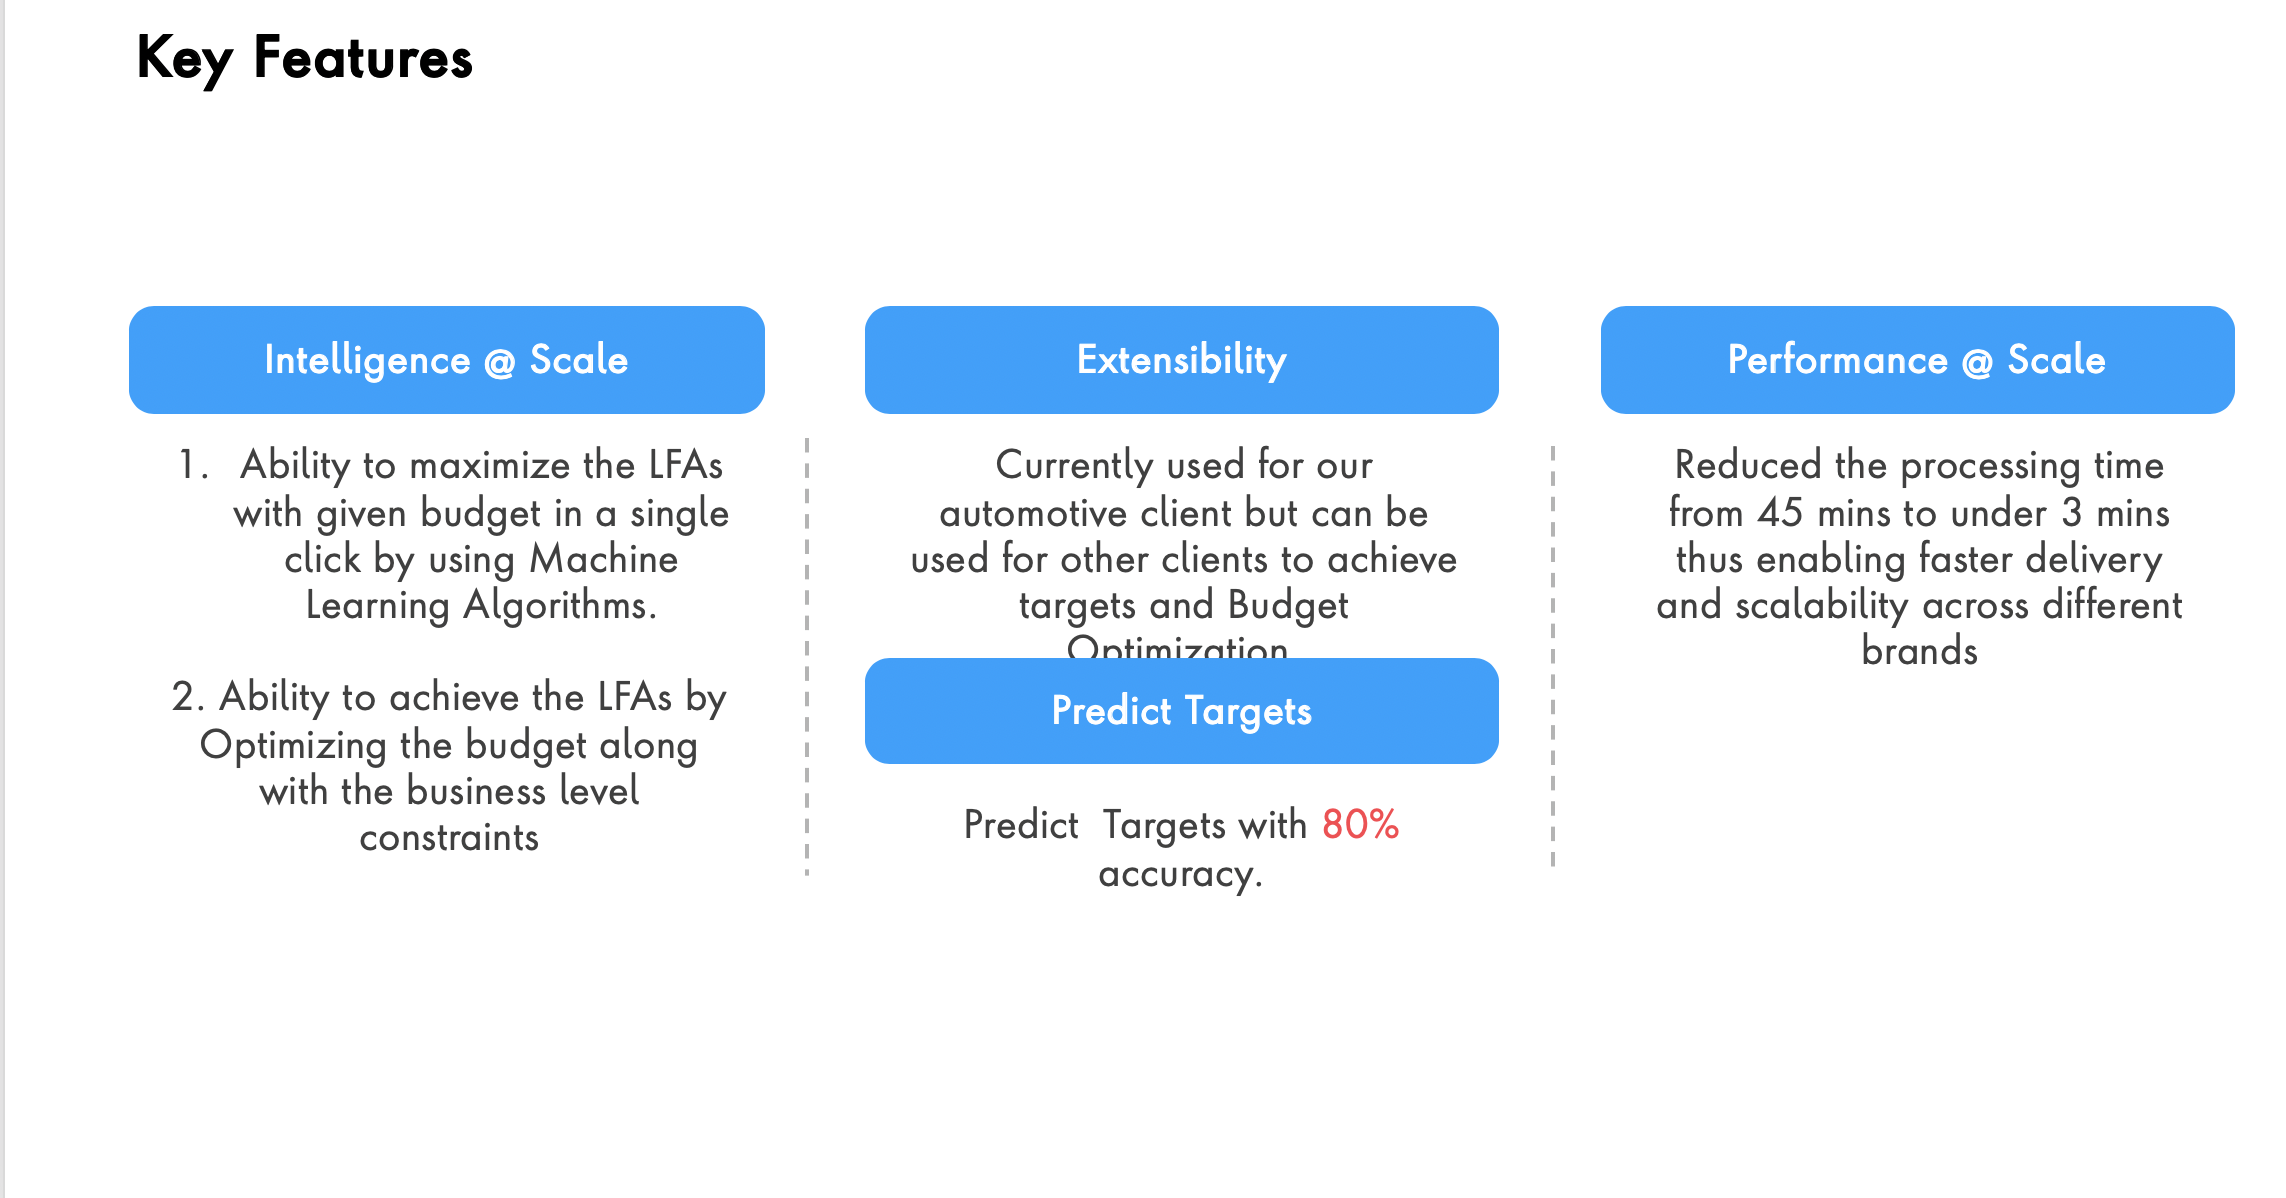 Key Features
Intelligence @ Scale
1. Ability to maximize the LFAs
with given budget in a single
click by using Machine
Learning Algorithms.
2. Ability to achieve the LFAs by
Optimizing the budget along
with the business level
constraints
Extensibility
Currently used for our
automotive client but can be
used for other clients to achieve
targets and Budget
Optimization
Predict Targets
Predict  Targets with 80%
accuracy.
Performance @ Scale
Reduced the processing time
from 45 mins to under 3 mins
thus enabling faster delivery
and scalability across different
brands